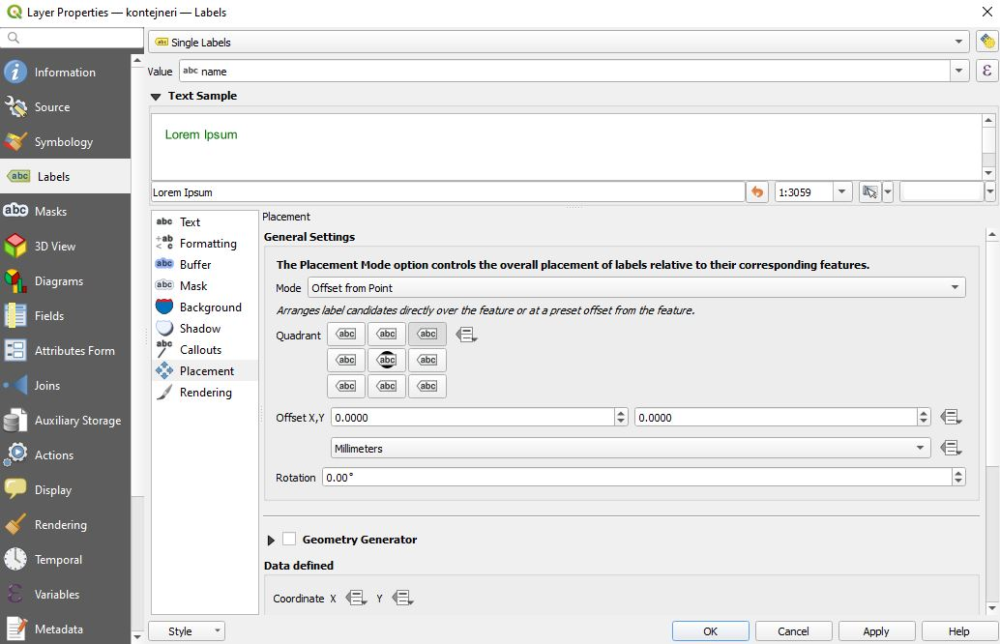 Layer Properties — kontejneri — Labels
Single Labels
Value abc name
Text Sample
Lorem Ipsum
Lorem Ipsum
1:3059
Information
Source
Symbology
Labels
Masks
3D View
Diagrams
Fields
Attributes Form
Joins
Auxiliary Storage
Actions
Display
Rendering
Temporal
Variables
Metadata
Text
Formatting
Buffer
Mask
Background
Shadow
Callouts
Placement
Rendering
Placement
General Settings
The Placement Mode option controls the overall placement of labels relative to their corresponding features.
Mode Offset from Point
Arranges label candidates directly over the feature or at a preset offset from the feature.
Quadrant abc abc abc
abc abc abc
abc abc abc
Offset X,Y 0.0000 0.0000
Millimeters
Rotation 0.00°
Geometry Generator
Data defined
Coordinate X Y
Style OK Cancel Apply Help